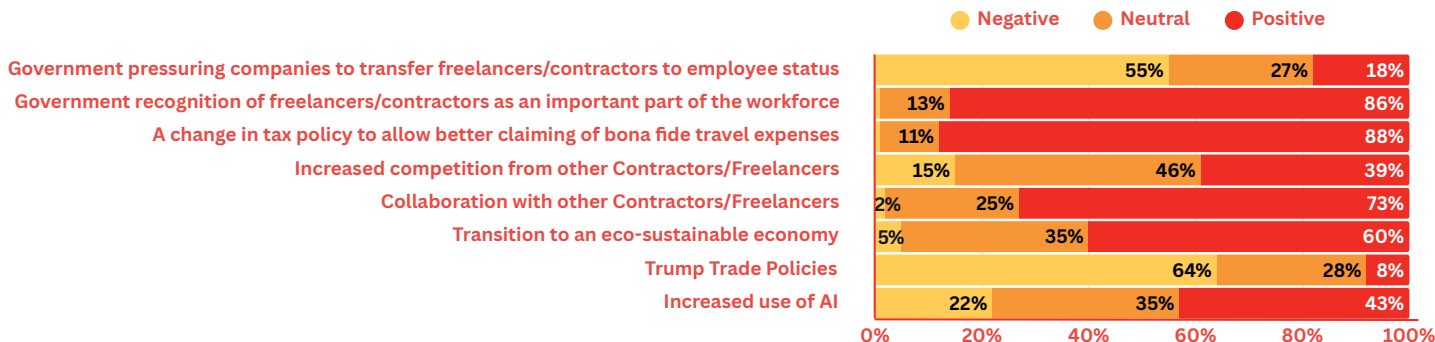 Negative Neutral Positive
Government pressuring companies to transfer freelancers/contractors to employee status 55% 27% 18%
Government recognition of freelancers/contractors as an important part of the workforce 13% 86%
A change in tax policy to allow better claiming of bona fide travel expenses 11% 88%
Increased competition from other Contractors/Freelancers 15% 46% 39%
Collaboration with other Contractors/Freelancers 2% 25% 73%
Transition to an eco-sustainable economy 5% 35% 60%
Trump Trade Policies 64% 28% 8%
Increased use of AI 22% 35% 43%
0% 20% 40% 60% 80% 100%